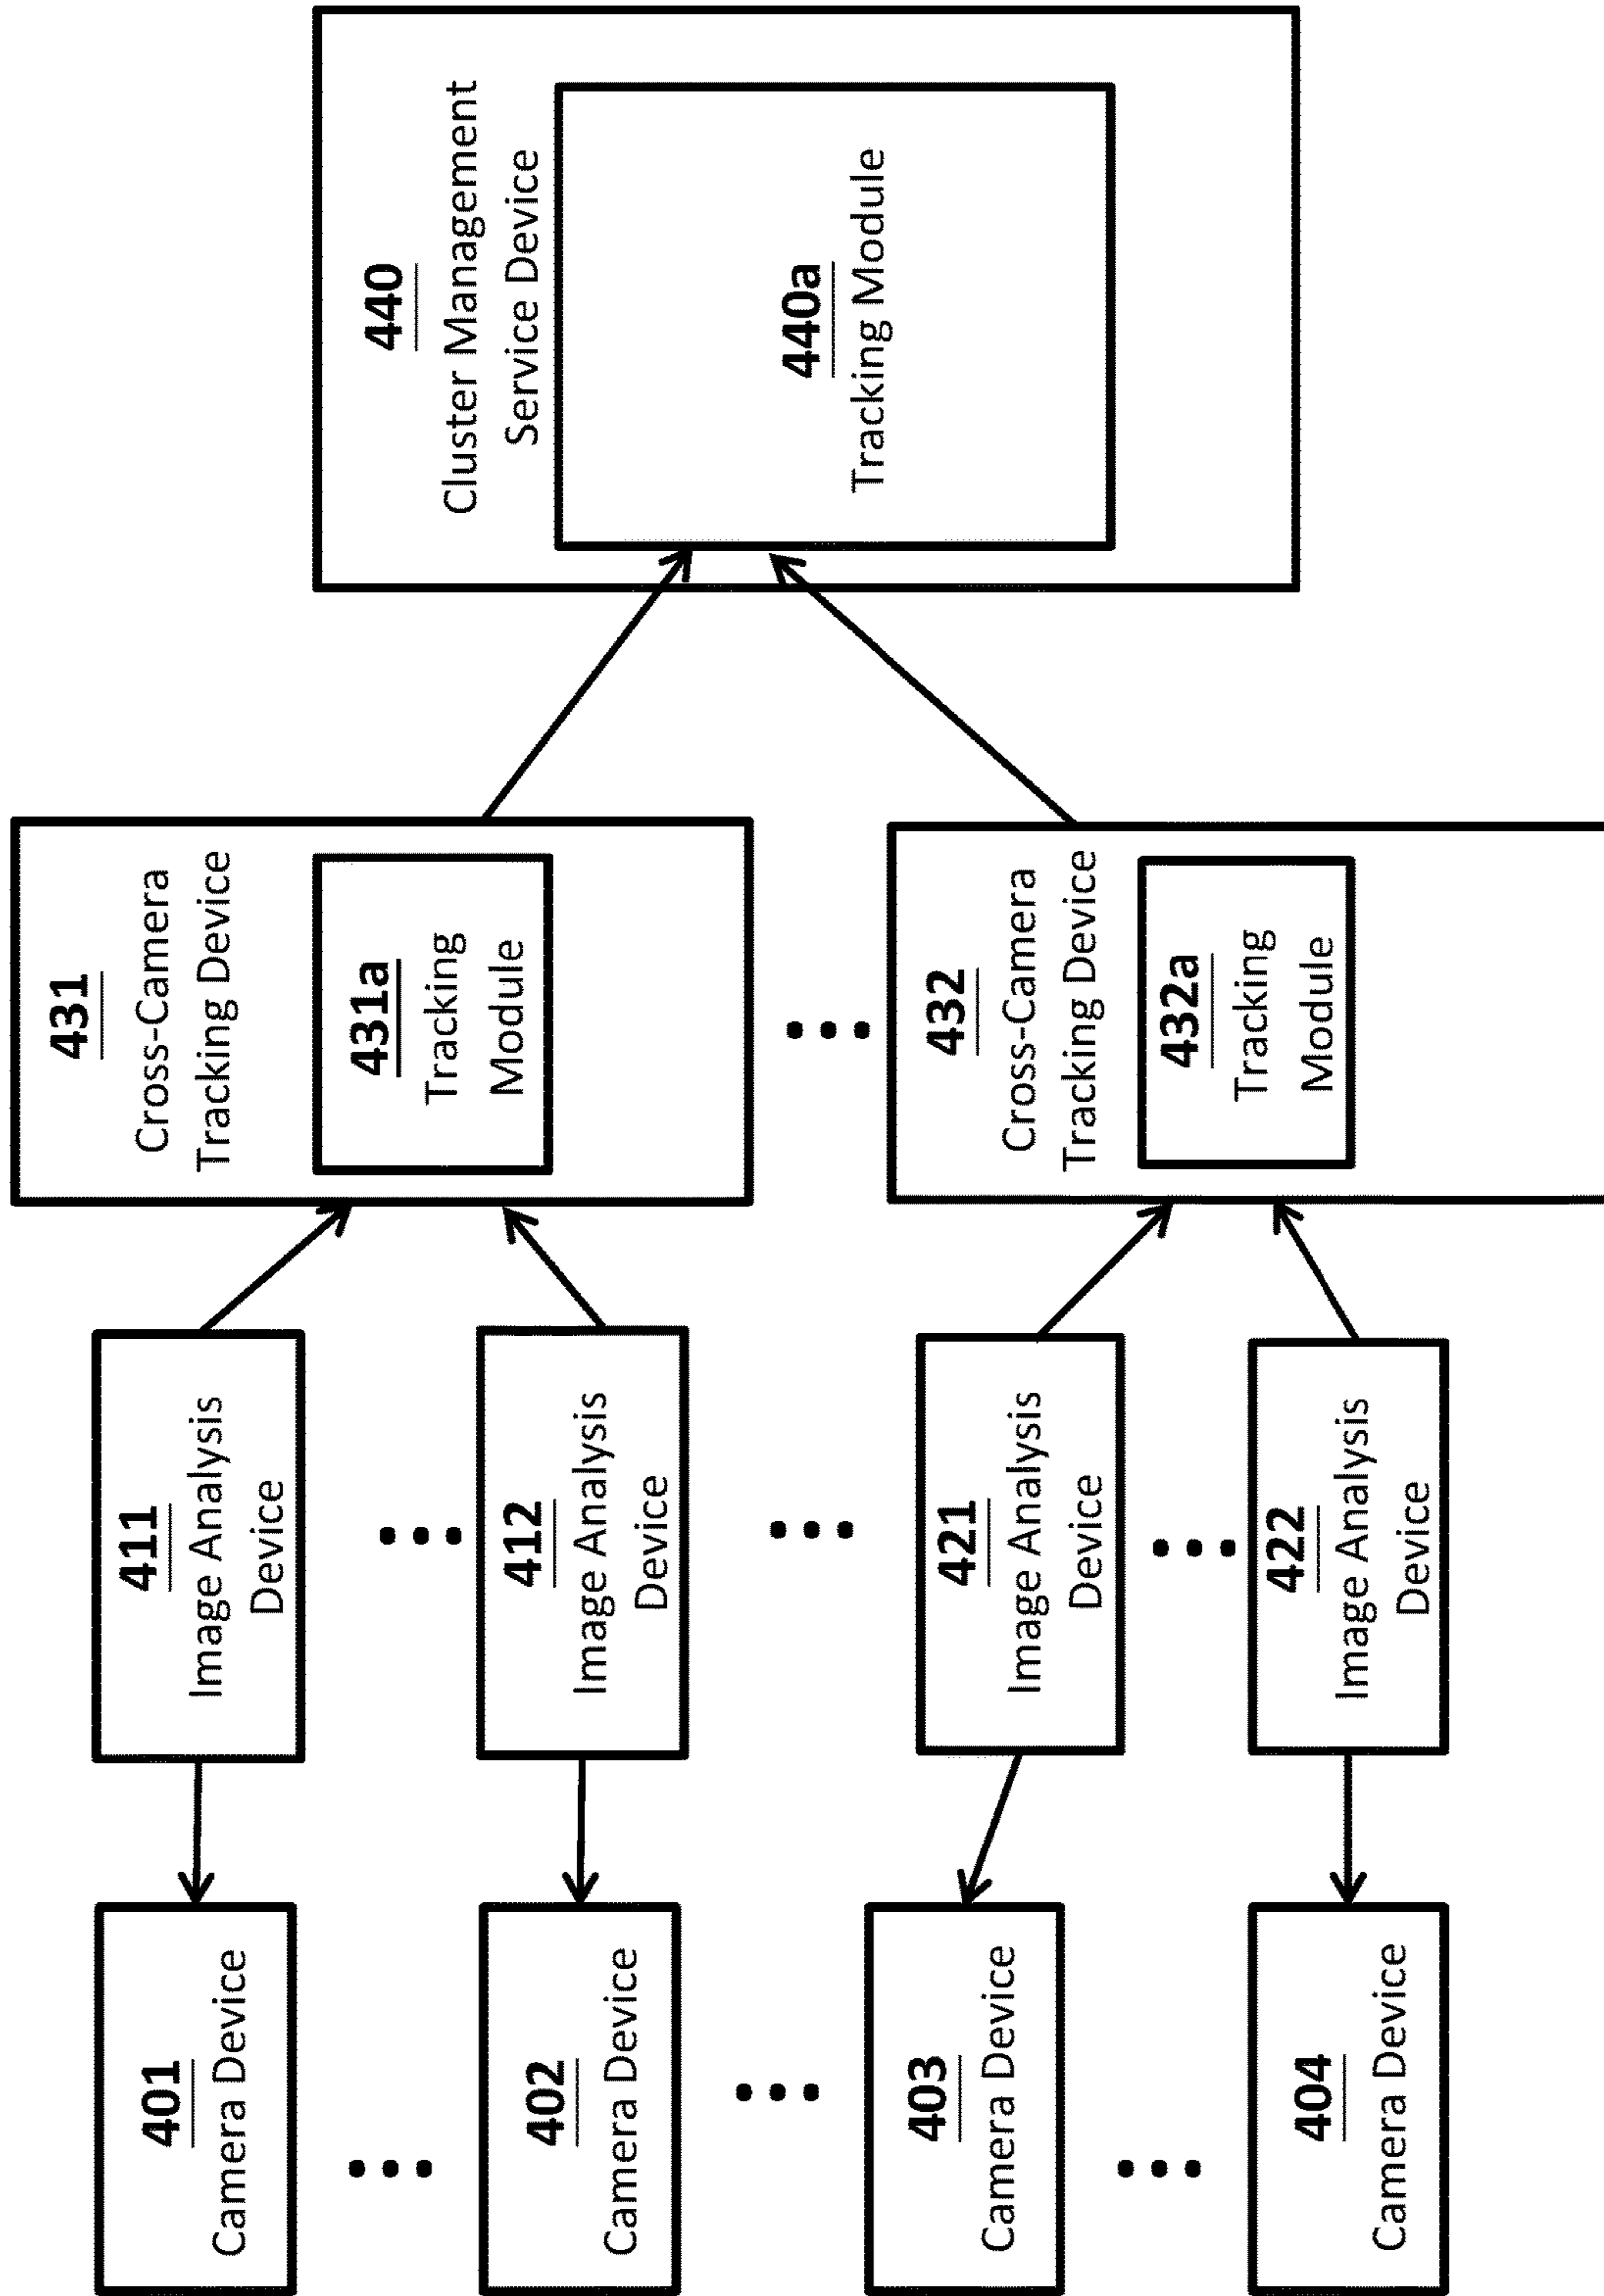 401
Camera Device
402
Camera Device
403
Camera Device
404
Camera Device
411
Image Analysis
Device
412
Image Analysis
Device
421
Image Analysis
Device
422
Image Analysis
Device
431
Cross-Camera
Tracking Device
431a
Tracking
Module
432
Cross-Camera
Tracking Device
432a
Tracking
Module
440
Cluster Management
Service Device
440a
Tracking Module